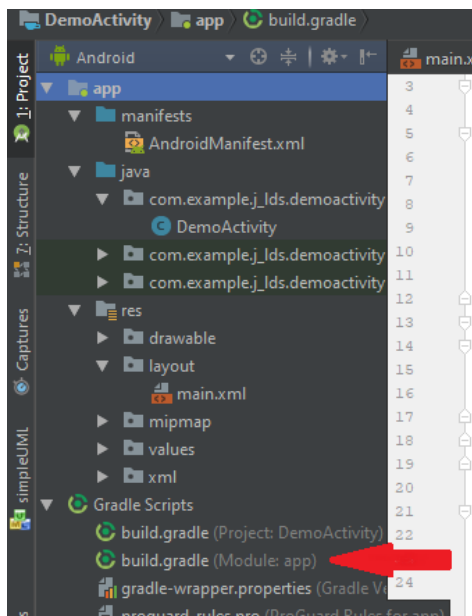 DemoActivity app build.gradle
1: Project
Android
main.x
app
manifests
AndroidManifest.xml
java
com.example.j_lds.demoactivity
DemoActivity
com.example.j_lds.demoactivity
com.example.j_lds.demoactivity
res
drawable
layout
main.xml
mipmap
values
xml
Gradle Scripts
build.gradle (Project: DemoActivity)
build.gradle (Module: app)
gradle-wrapper.properties (Gradle Ve
proguard-rules.pro (ProGuard Rules for app)
7: Structure
Captures
simpleUML
3
4
5
6
7
8
9
10
11
12
13
14
15
16
17
18
19
20
21
22
24